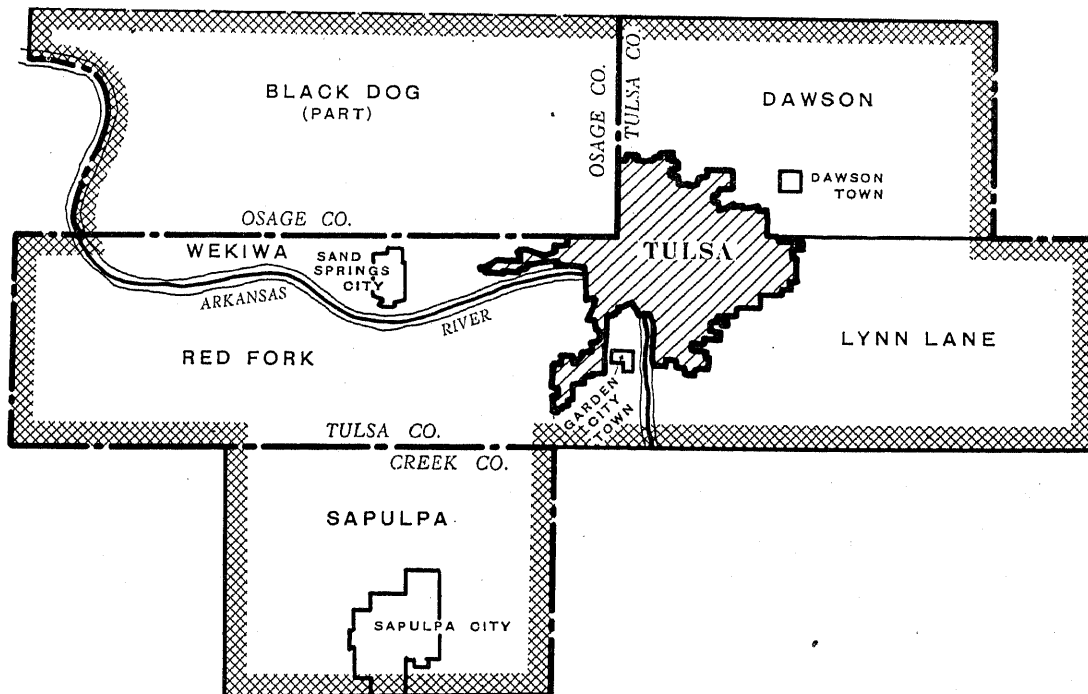 BLACK DOG
(PART)
OSAGE CO.
TULSA CO.
DAWSON
DAWSON
TOWN
OSAGE CO.
WEKIWA
SAND
SPRINGS
CITY
TULSA
ARKANSAS
RIVER
RED FORK
LYNN LANE
GARDEN
CITY
TOWN
TULSA CO.
CREEK CO.
SAPULPA
SAPULPA CITY